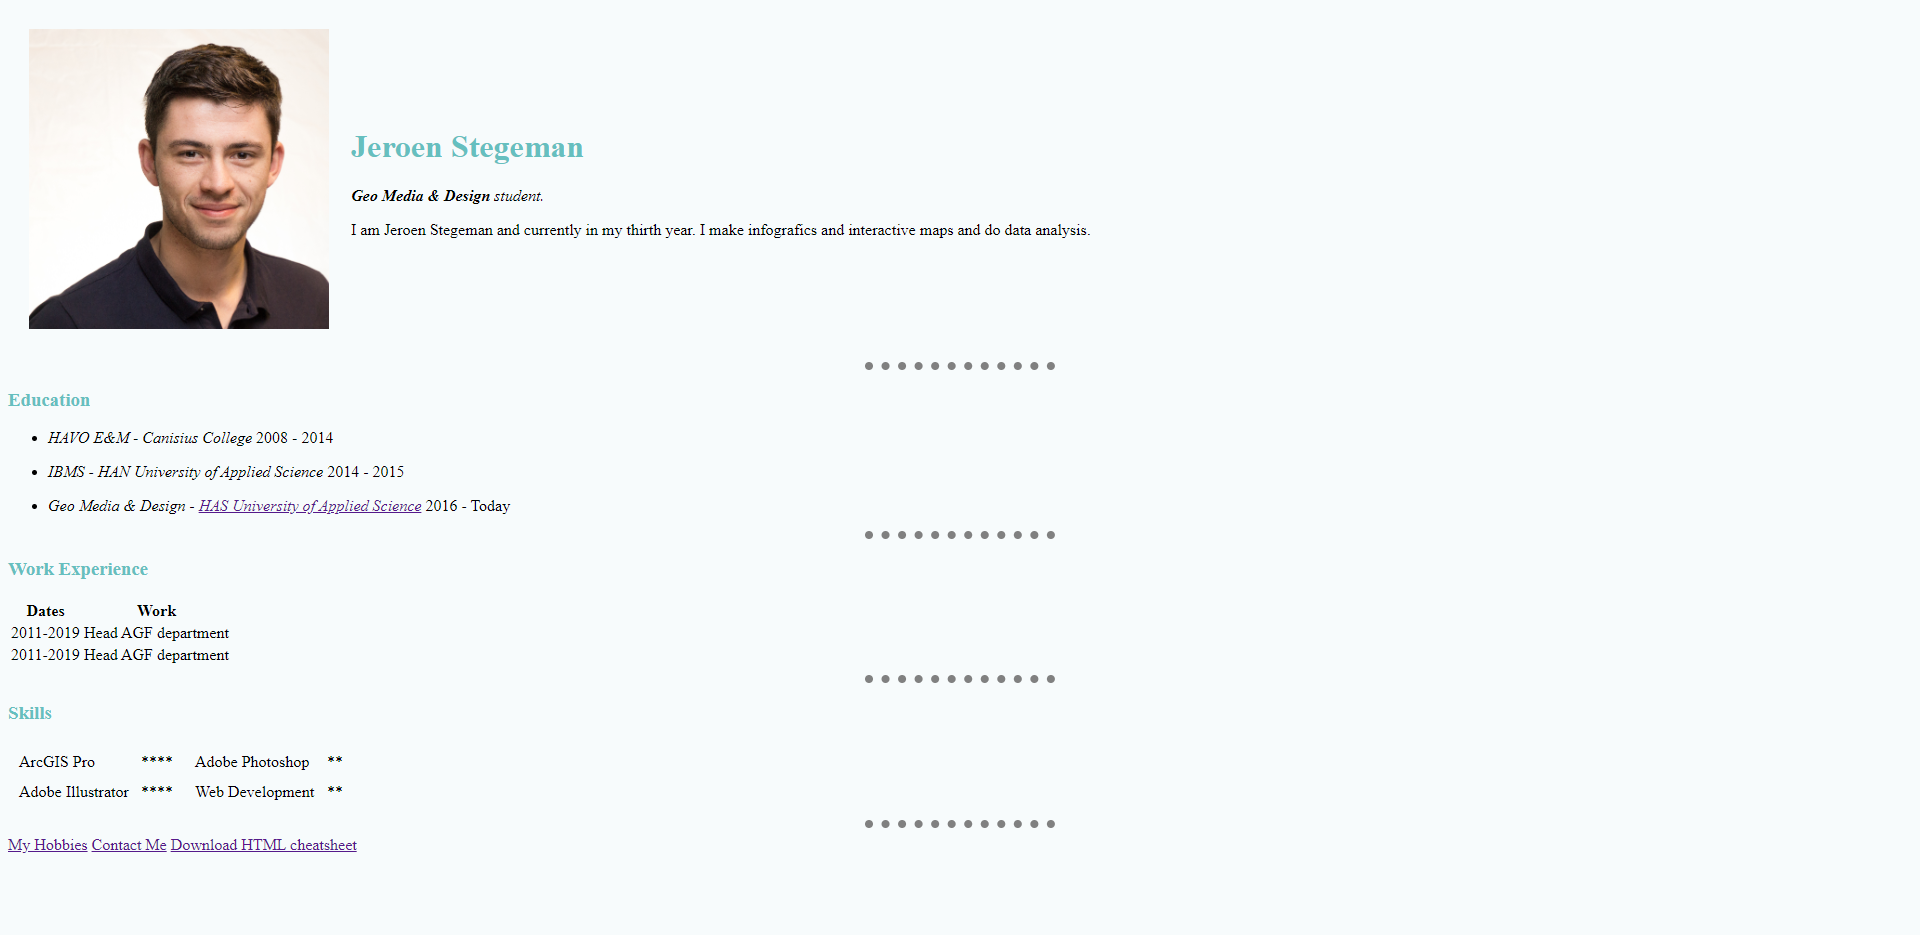 Jeroen Stegeman
Geo Media & Design student.
I am Jeroen Stegeman and currently in my thirth year. I make infografics and interactive maps and do data analysis.
Education
HAVO E&M - Canisius College 2008 - 2014
IBMS - HAN University of Applied Science 2014 - 2015
Geo Media & Design - HAS University of Applied Science 2016 - Today
Work Experience
Dates Work
2011-2019 Head AGF department
2011-2019 Head AGF department
Skills
ArcGIS Pro **** Adobe Photoshop **
Adobe Illustrator **** Web Development **
My Hobbies Contact Me Download HTML cheatsheet